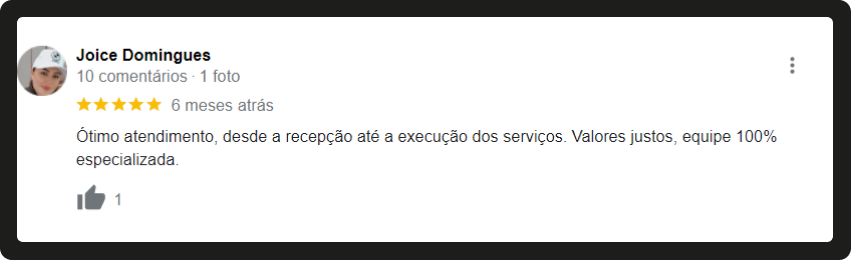 Joice Domingues
10 comentários · 1 foto
6 meses atrás
Ótimo atendimento, desde a recepção até a execução dos serviços. Valores justos, equipe 100%
especializada.
1